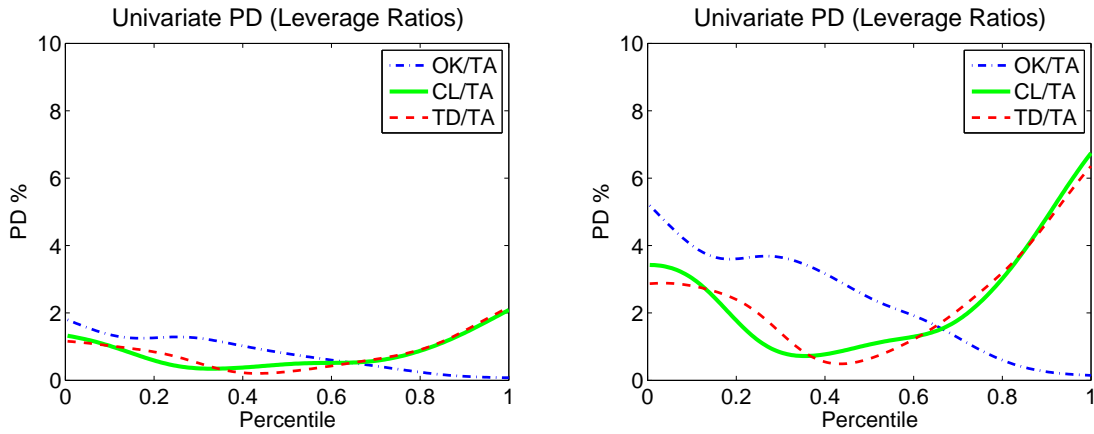 Univariate PD (Leverage Ratios)
10
8
6
4
2
0
PD %
0
0.2
0.4
0.6
0.8
1
Percentile
OK/TA
CL/TA
TD/TA
Univariate PD (Leverage Ratios)
10
8
6
4
2
0
PD %
0
0.2
0.4
0.6
0.8
1
Percentile
OK/TA
CL/TA
TD/TA